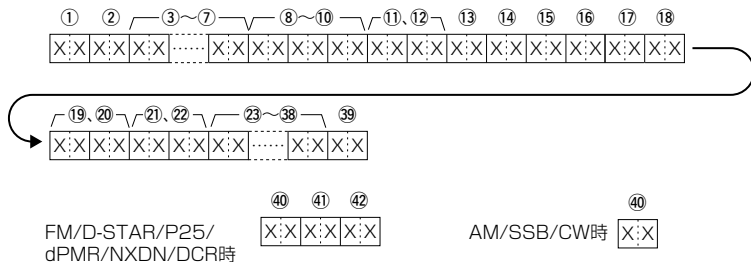 ① ② ③～⑦ ⑧～⑩ ⑪、⑫ ⑬ ⑭ ⑮ ⑯ ⑰ ⑱
X X X X X X …… X X X X X X X X X X X X X X X X X X X X X X X X X X
⑲、⑳ ㉑、㉒ ㉓～㊳ ㊴
X X X X X X X X X X …… X X X X
㊵ ㊶ ㊷
X X X X X X
FM/D-STAR/P25/
dPMR/NXDN/DCR時
㊵
AM/SSB/CW時 X X